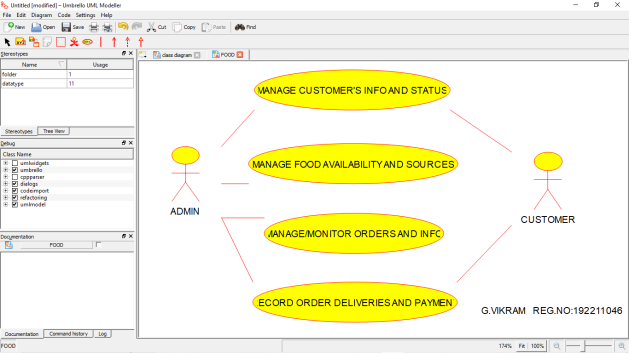 Untitled [modified] – Umbrello UML Modeller
File Edit Diagram Code Settings Help
New Open Save Cut Copy Paste Find
Stereotypes
Name Usage
folder 1
datatype 11
Stereotypes Tree View
Debug
Class Name
umlwidgets
umbrello
cppparser
dialogs
codeimport
refactoring
umlmodel
Documentation
FOOD
Documentation Command history Log
FOOD
class diagram FOOD
MANAGE CUSTOMER'S INFO AND STATUS
MANAGE FOOD AVAILABILITY AND SOURCES
ADMIN
CUSTOMER
MANAGE/MONITOR ORDERS AND INFO
ECORD ORDER DELIVERIES AND PAYMEN
G.VIKRAM REG.NO:192211046
174% Fit 100%